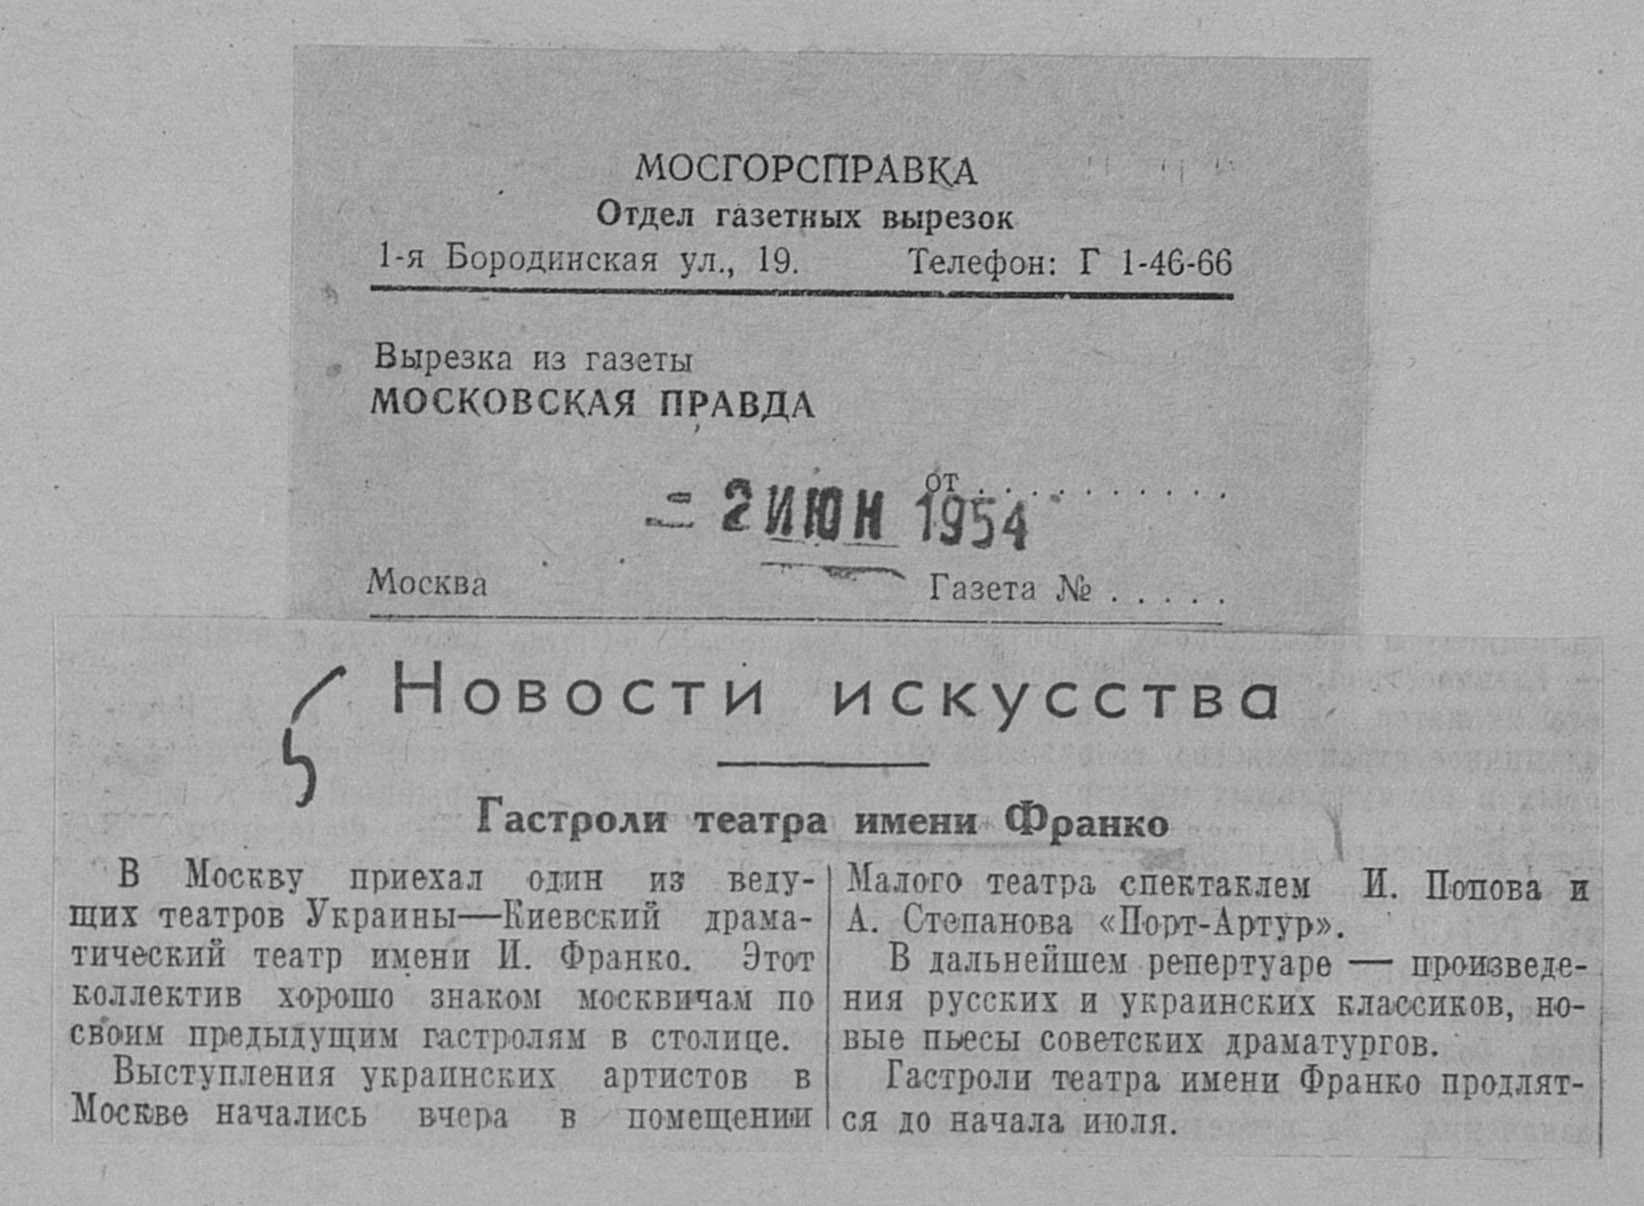 МОСГОРСПРАВКА
Отдел газетных вырезок
1-я Бородинская ул., 19. Телефон: Г 1-46-66
Вырезка из газеты
МОСКОВСКАЯ ПРАВДА
от . . . . . . . . . .
= 2 ИЮН 1954
Москва Газета № . . . . .
Новости искусства
Гастроли театра имени Франко
В Москву приехал один из веду-
щих театров Украины—Киевский драма-
тический театр имени И. Франко. Этот
коллектив хорошо знаком москвичам по
своим предыдущим гастролям в столице.
Выступления украинских артистов в
Москве начались вчера в помещении
Малого театра спектаклем И. Попова и
А. Степанова «Порт-Артур».
В дальнейшем репертуаре — произведе-
ния русских и украинских классиков, но-
вые пьесы советских драматургов.
Гастроли театра имени Франко продлят-
ся до начала июля.